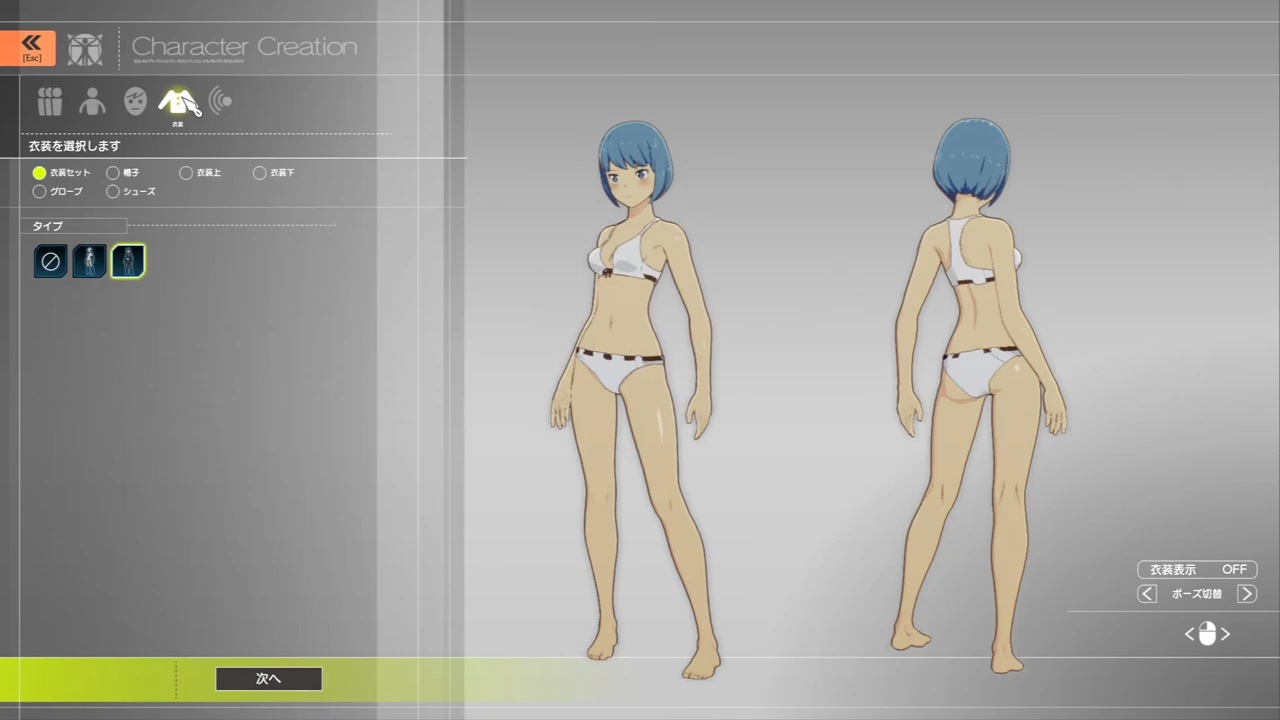 [Esc]
Character Creation
衣装
衣装を選択します
衣装セット 帽子 衣装上 衣装下
グローブ シューズ
タイプ
衣装表示 OFF
ポーズ切替
次へ